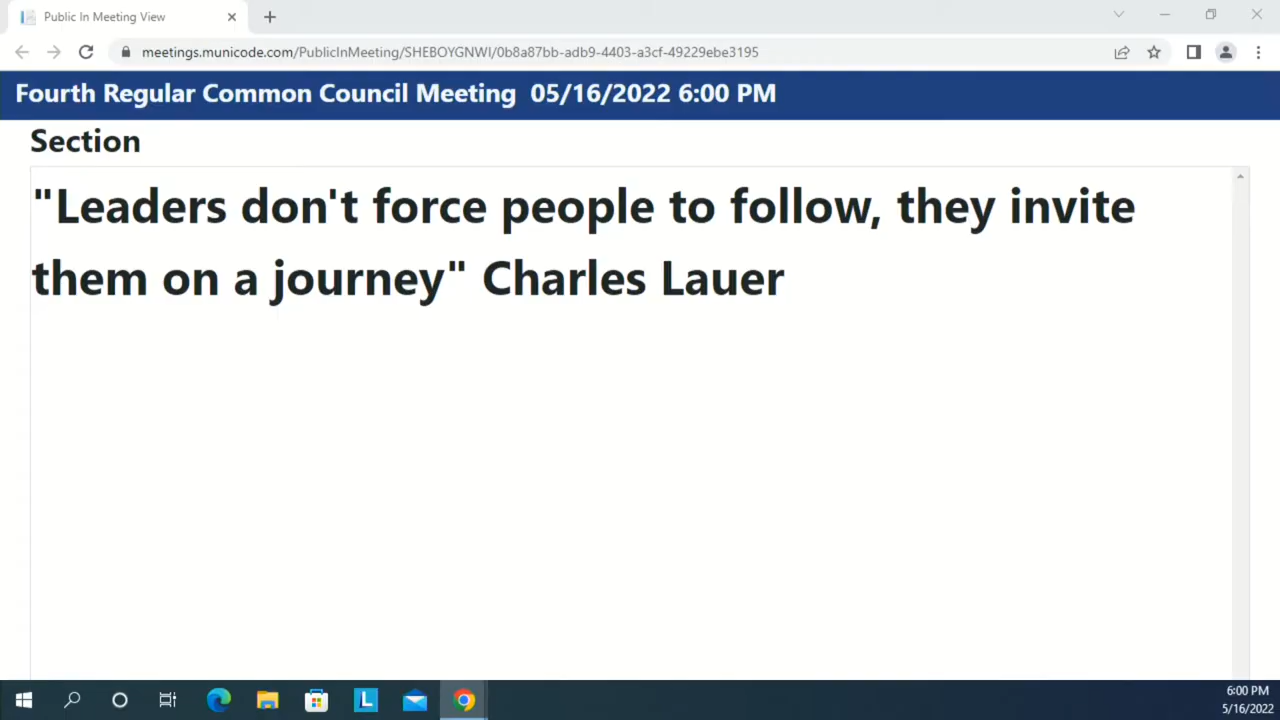 Public In Meeting View
meetings.municode.com/PublicInMeeting/SHEBOYGNWI/0b8a87bb-adb9-4403-a3cf-49229ebe3195
Fourth Regular Common Council Meeting 05/16/2022 6:00 PM
Section
"Leaders don't force people to follow, they invite
them on a journey" Charles Lauer
L
6:00 PM
5/16/2022